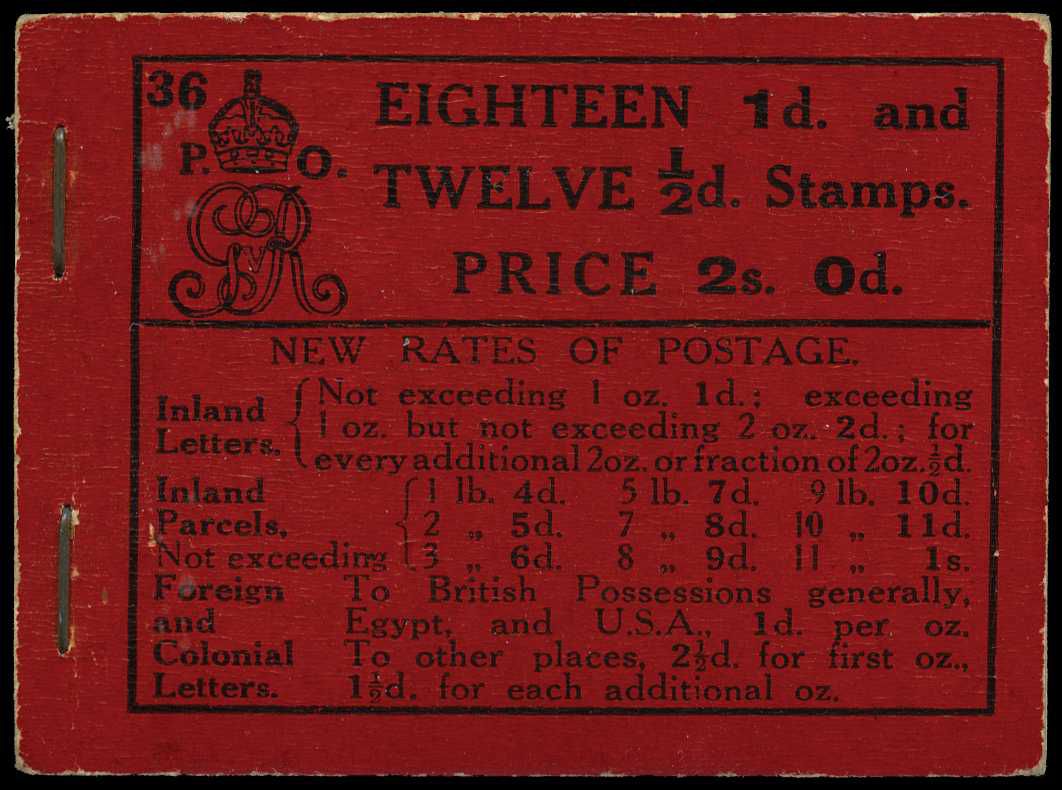 36
P. O.
GvR
EIGHTEEN 1d. and
TWELVE ½d. Stamps.
PRICE 2s. 0d.
NEW RATES OF POSTAGE.
Inland Letters. { Not exceeding 1 oz. 1d.; exceeding
1 oz. but not exceeding 2 oz. 2d.; for
every additional 2oz. or fraction of 2oz. ½d.
Inland 1 lb. 4d. 5 lb. 7d. 9 lb. 10d.
Parcels, 2 „ 5d. 7 „ 8d. 10 „ 11d.
Not exceeding 3 „ 6d. 8 „ 9d. 11 „ 1s.
Foreign To British Possessions generally,
and Egypt, and U.S.A., 1d. per oz.
Colonial To other places, 2½d. for first oz.,
Letters. 1½d. for each additional oz.